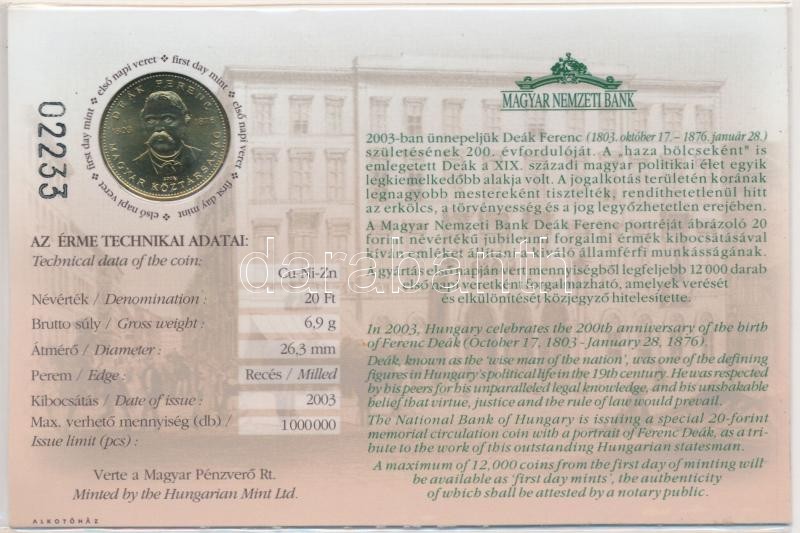 02233
első napi veret • first day mint • első napi veret • first day mint • első napi veret • first day mint
DEÁK FERENC
1803 1876
2003
MAGYAR KÖZTÁRSASÁG
AZ ÉRME TECHNIKAI ADATAI:
Technical data of the coin:
Cu-Ni-Zn
Névérték / Denomination : 20 Ft
Brutto súly / Gross weight : 6,9 g
Átmérő / Diameter : 26,3 mm
Perem / Edge : Recés / Milled
Kibocsátás / Date of issue : 2003
Max. verhető mennyiség (db) /
Issue limit (pcs) : 1000000
Verte a Magyar Pénzverő Rt.
Minted by the Hungarian Mint Ltd.
ALKOTÓHÁZ
MAGYAR NEMZETI BANK
2003-ban ünnepeljük Deák Ferenc (1803. október 17. – 1876. január 28.)
születésének 200. évfordulóját. A „haza bölcseként" is
emlegetett Deák a XIX. századi magyar politikai élet egyik
legkiemelkedőbb alakja volt. A jogalkotás területén korának
legnagyobb mestereként tisztelték, rendíthetetlenül hitt
az erkölcs, a törvényesség és a jog legyőzhetetlen erejében.
A Magyar Nemzeti Bank Deák Ferenc portréját ábrázoló 20
forint névértékű jubileumi forgalmi érmék kibocsátásával
kíván emléket állítani a kiváló államférfi munkásságának.
A gyártás első napján vert mennyiségből legfeljebb 12 000 darab
első napi veretként forgalmazható, amelyek verését
és elkülönítését közjegyző hitelesítette.
In 2003, Hungary celebrates the 200th anniversary of the birth
of Ferenc Deák (October 17, 1803 - January 28, 1876).
Deák, known as the 'wise man of the nation', was one of the defining
figures in Hungary's political life in the 19th century. He was respected
by his peers for his unparalleled legal knowledge, and his unshakable
belief that virtue, justice and the rule of law would prevail.
The National Bank of Hungary is issuing a special 20-forint
memorial circulation coin with a portrait of Ferenc Deák, as a tri-
bute to the work of this outstanding Hungarian statesman.
A maximum of 12,000 coins from the first day of minting will
be available as 'first day mints', the authenticity
of which shall be attested by a notary public.
darabanth